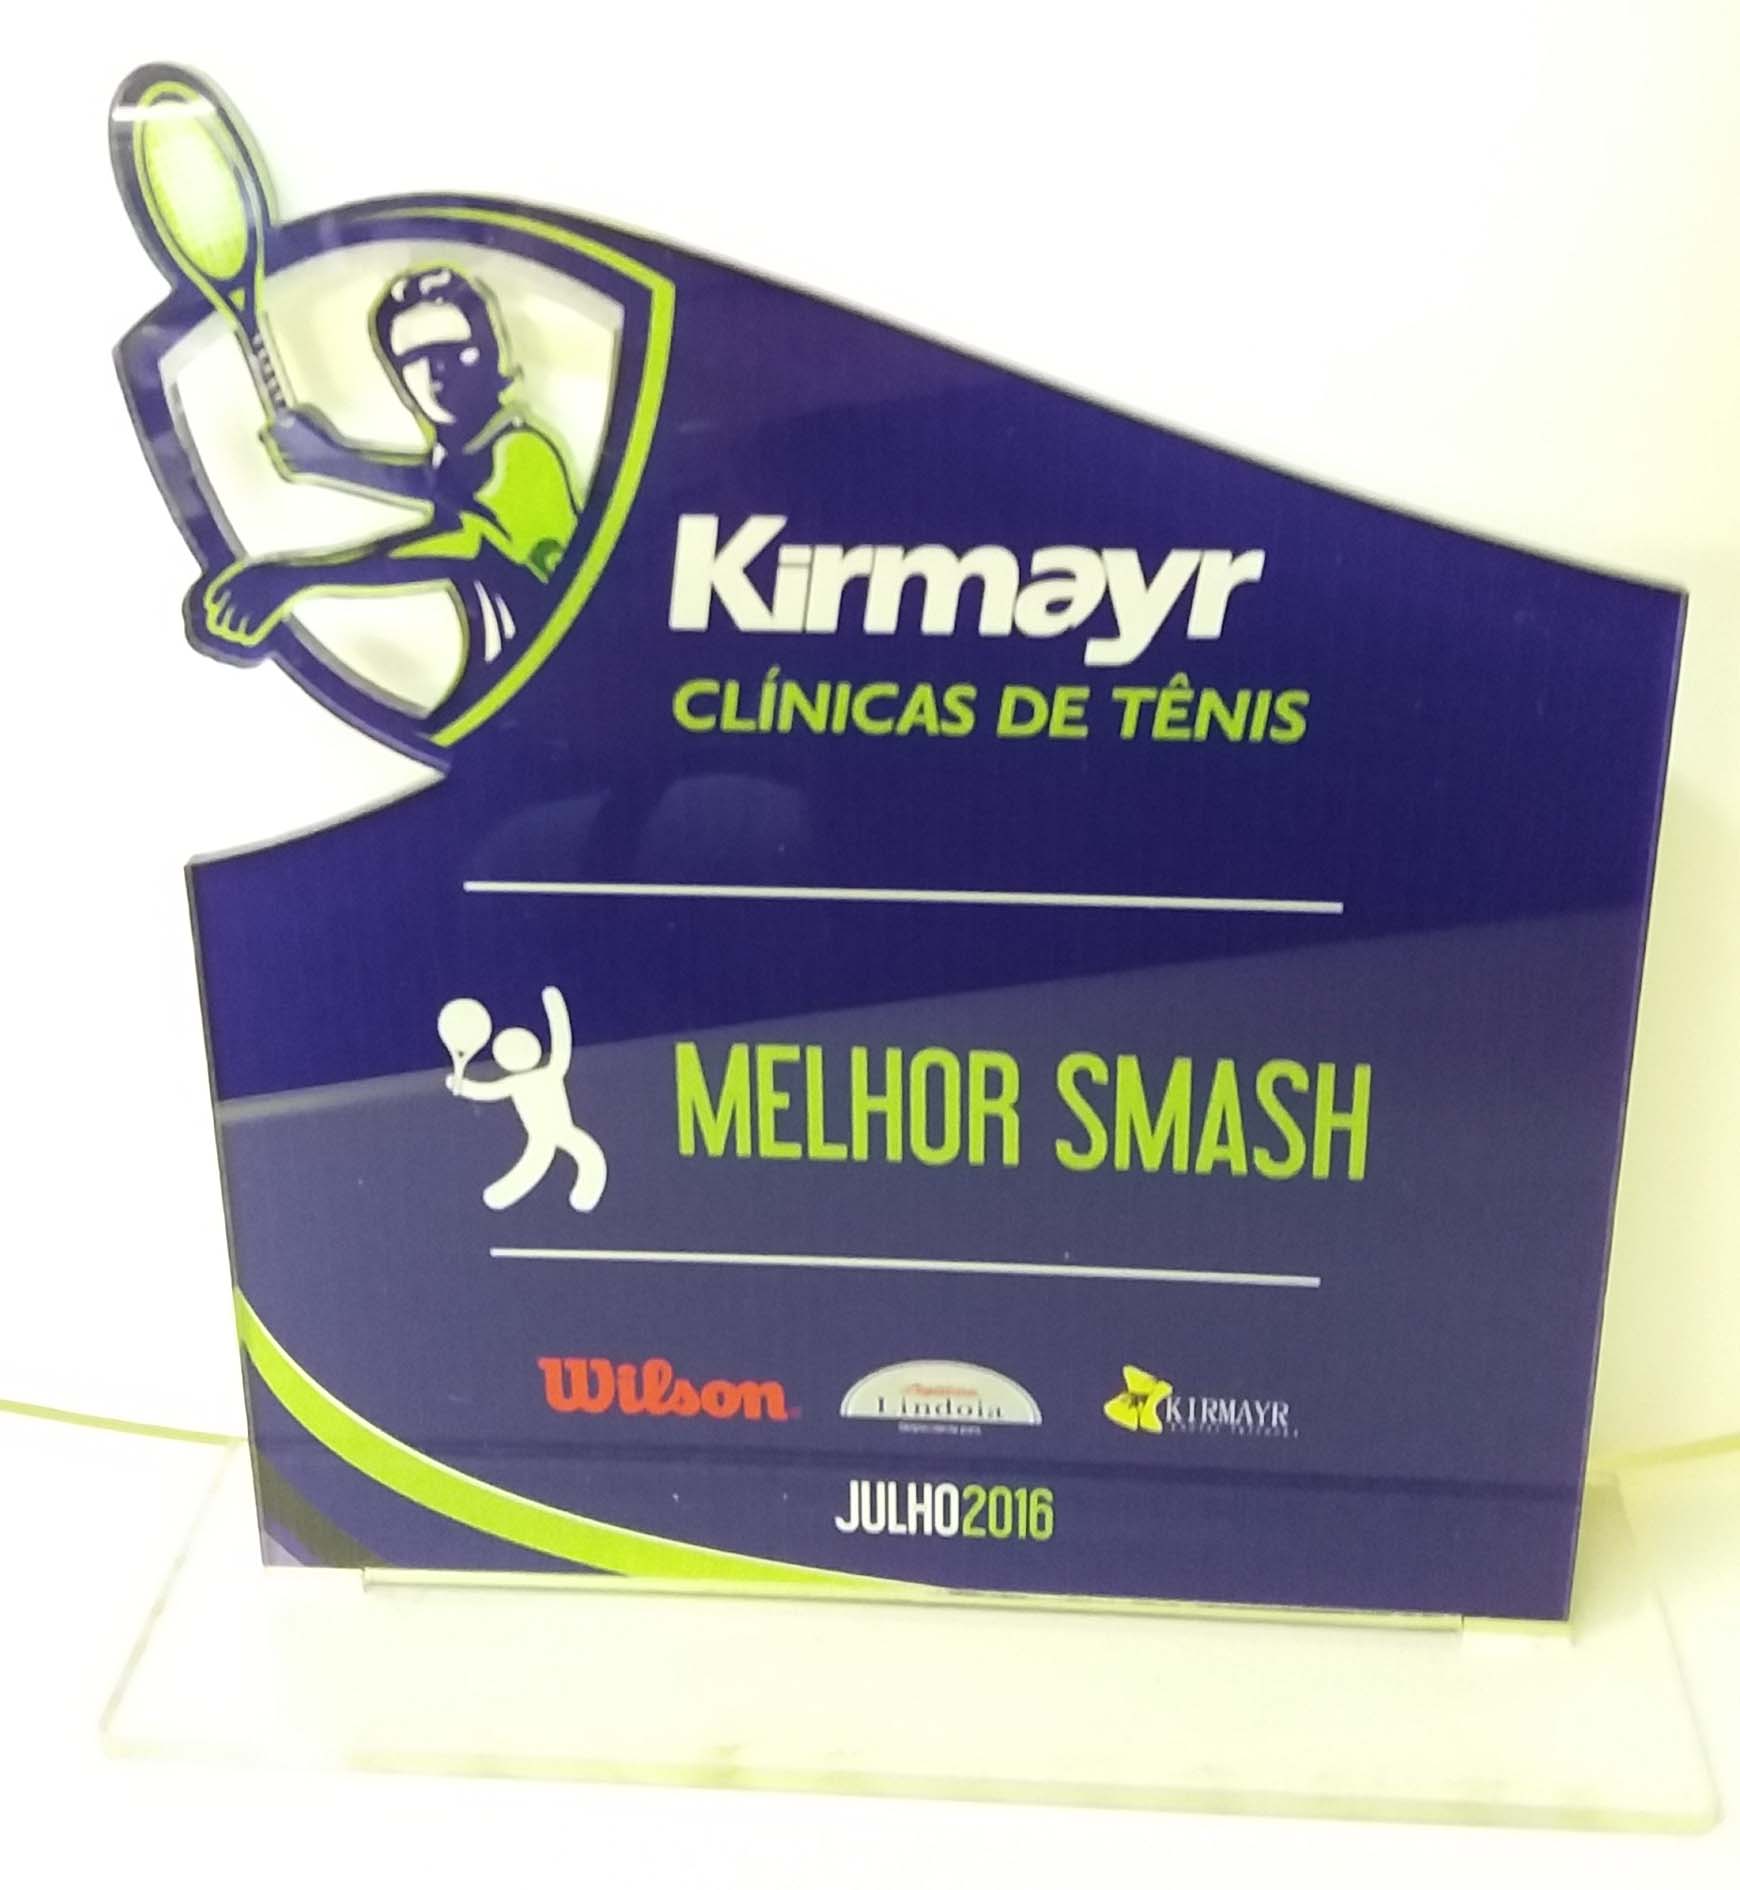 Kirmayr
CLÍNICAS DE TÊNIS
MELHOR SMASH
Wilson
Lindoia
KIRMAYR
JULHO2016